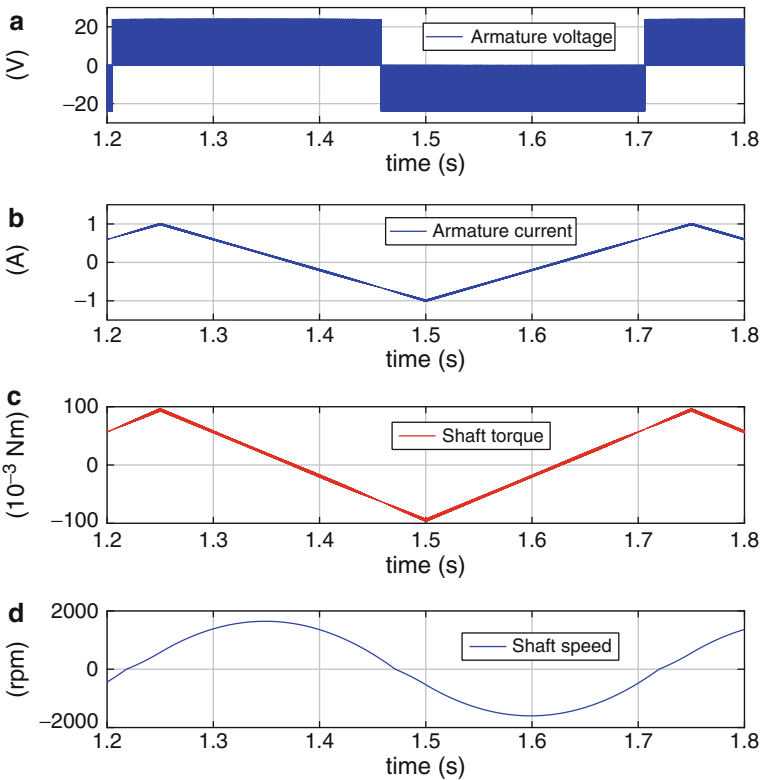 a
(V)
20
0
−20
Armature voltage
1.2 1.3 1.4 1.5 1.6 1.7 1.8
time (s)
b
(A)
1
0
−1
Armature current
1.2 1.3 1.4 1.5 1.6 1.7 1.8
time (s)
c
(10−3 Nm)
100
0
−100
Shaft torque
1.2 1.3 1.4 1.5 1.6 1.7 1.8
time (s)
d
(rpm)
2000
0
−2000
Shaft speed
1.2 1.3 1.4 1.5 1.6 1.7 1.8
time (s)